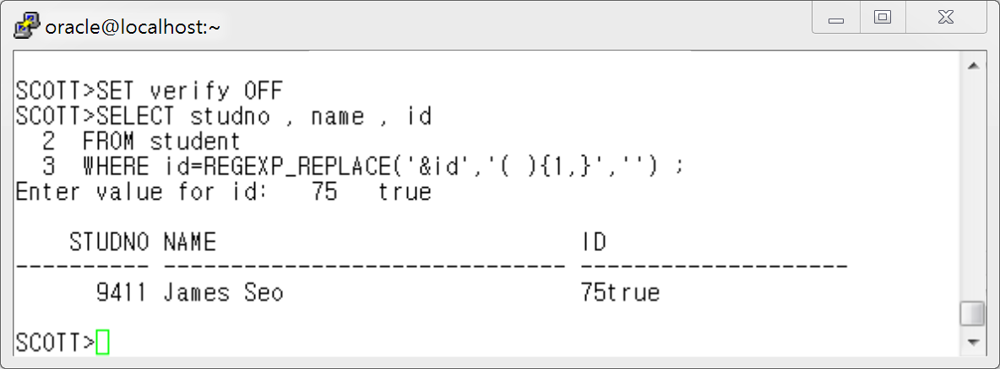 oracle@localhost:~
SCOTT>SET verify OFF
SCOTT>SELECT studno , name , id
  2  FROM student
  3  WHERE id=REGEXP_REPLACE('&id','( ){1,}','') ;
Enter value for id:   75   true
    STUDNO NAME                           ID
---------- ------------------------------ --------------------
      9411 James Seo                      75true
SCOTT>